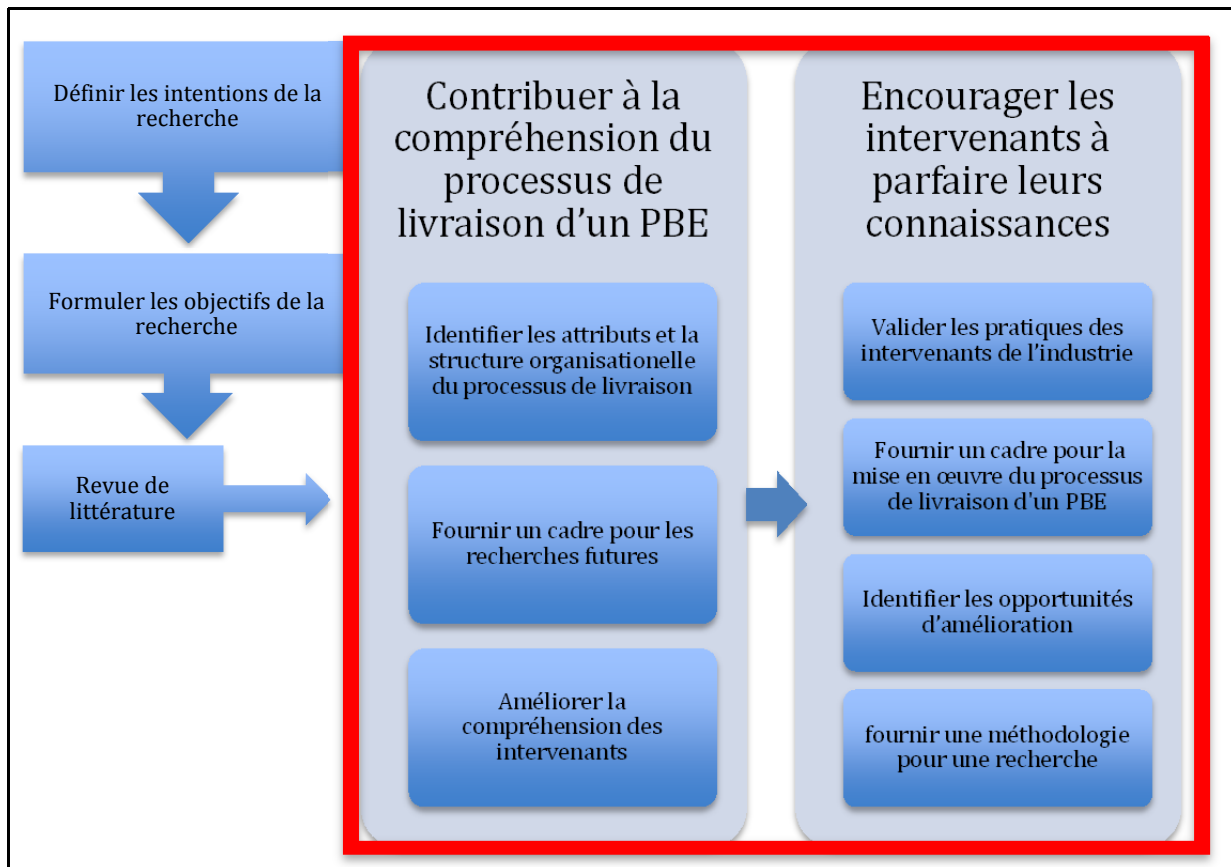 Définir les intentions de la
recherche
Formuler les objectifs de la
recherche
Revue de
littérature
Contribuer à la
compréhension du
processus de
livraison d'un PBE
Identifier les attributs et la
structure organisationelle
du processus de livraison
Fournir un cadre pour les
recherches futures
Améliorer la
compréhension des
intervenants
Encourager les
intervenants à
parfaire leurs
connaissances
Valider les pratiques des
intervenants de l'industrie
Fournir un cadre pour la
mise en œuvre du processus
de livraison d'un PBE
Identifier les opportunités
d'amélioration
fournir une méthodologie
pour une recherche